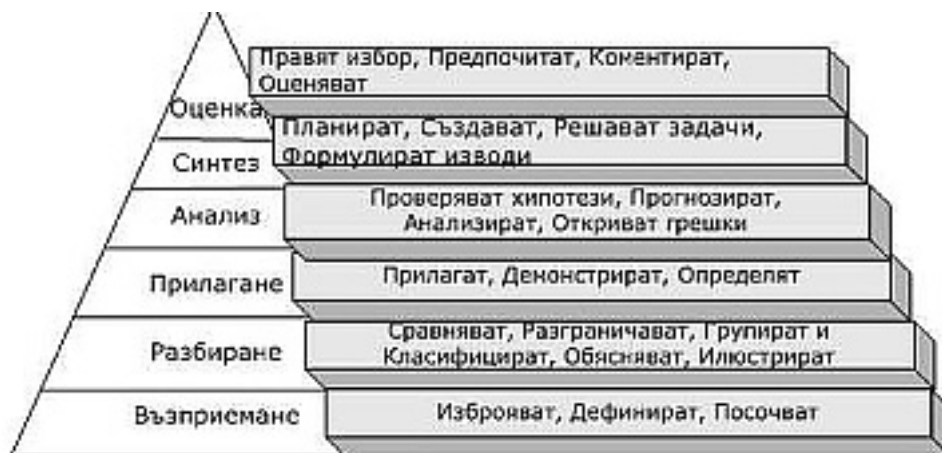 Правят избор, Предпочитат, Коментират,
Оценяват
Оценка
Планират, Създават, Решават задачи,
Формулират изводи
Синтез
Проверяват хипотези, Прогнозират,
Анализират, Откриват грешки
Анализ
Прилагат, Демонстрират, Определят
Прилагане
Сравняват, Разграничават, Групират и
Класифицират, Обясняват, Илюстрират
Разбиране
Изброяват, Дефинират, Посочват
Възприемане